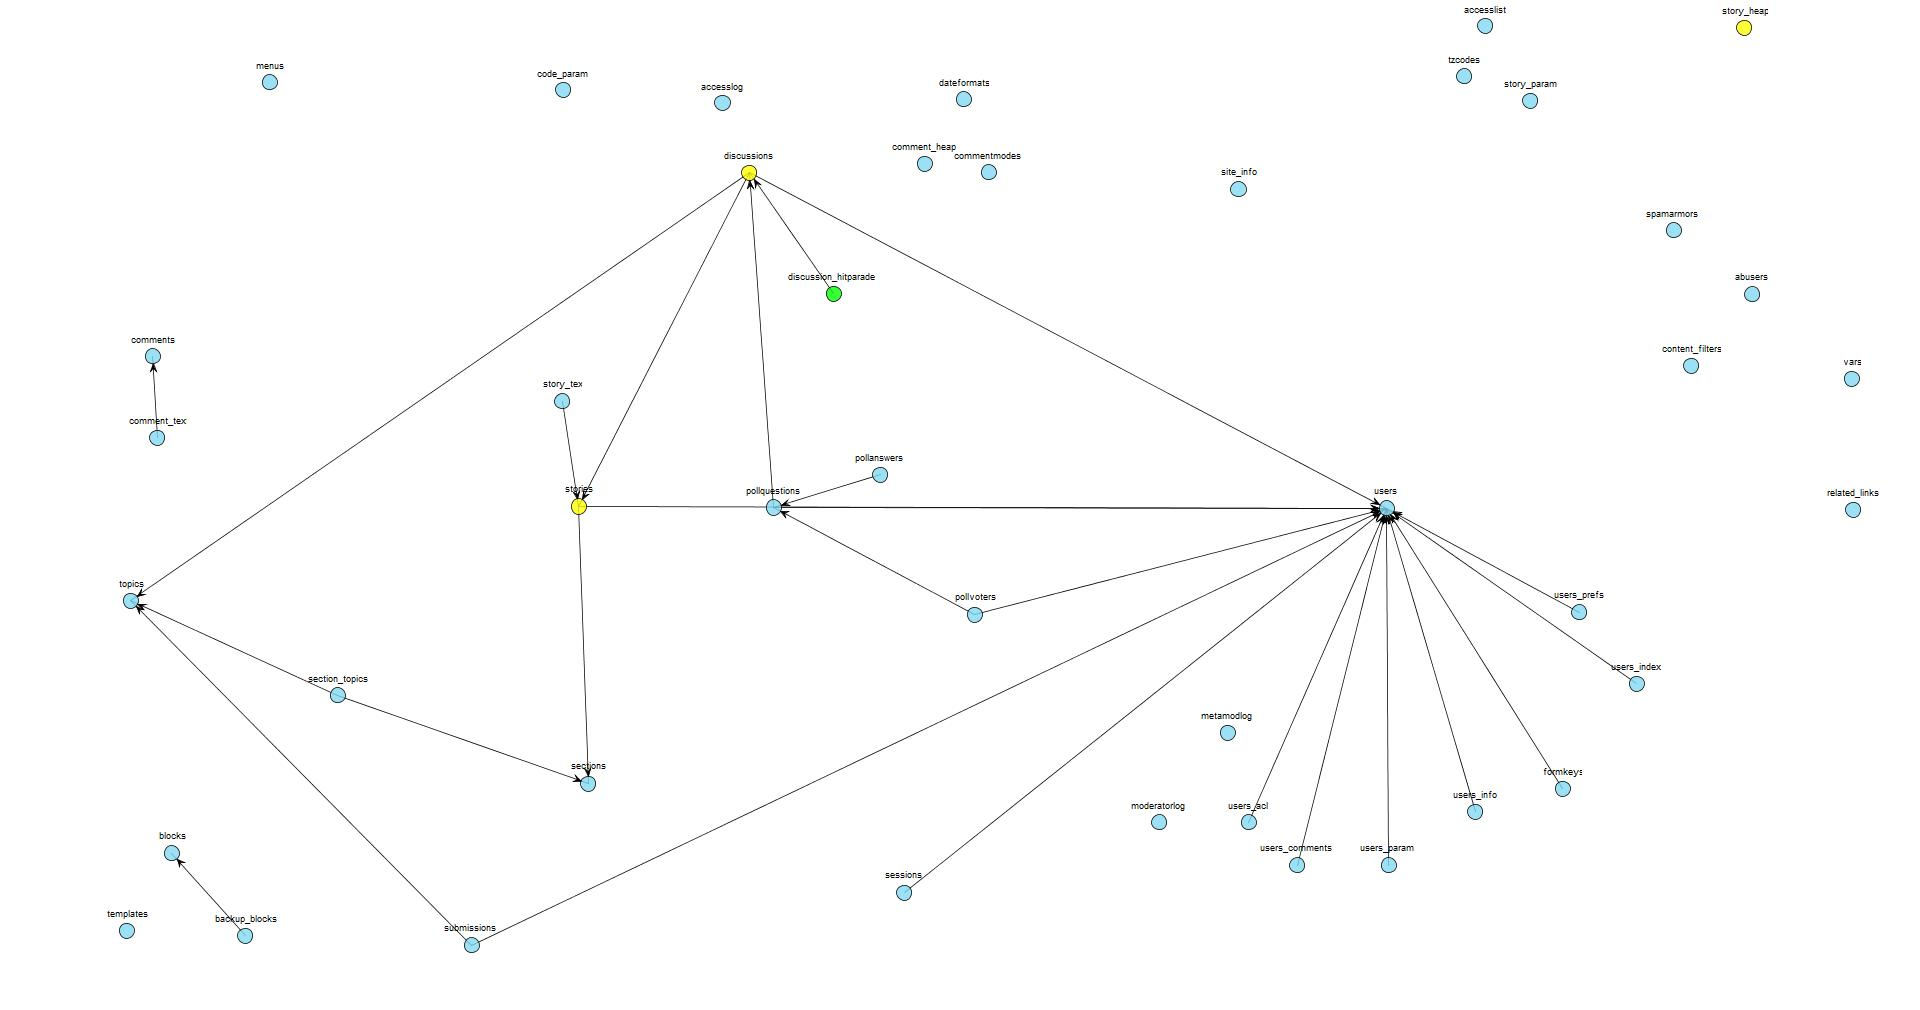 accesslist
story_heap
tzcodes
menus
code_param
story_param
accesslog
dateformats
comment_heap
commentmodes
discussions
site_info
spamarmors
discussion_hitparade
abusers
comments
content_filters
vars
story_tex
comment_tex
pollanswers
stories
pollquestions
users
related_links
topics
pollvoters
users_prefs
users_index
section_topics
metamodlog
sections
formkeys
users_info
moderatorlog
users_acl
blocks
users_comments
users_param
sessions
templates
backup_blocks
submissions